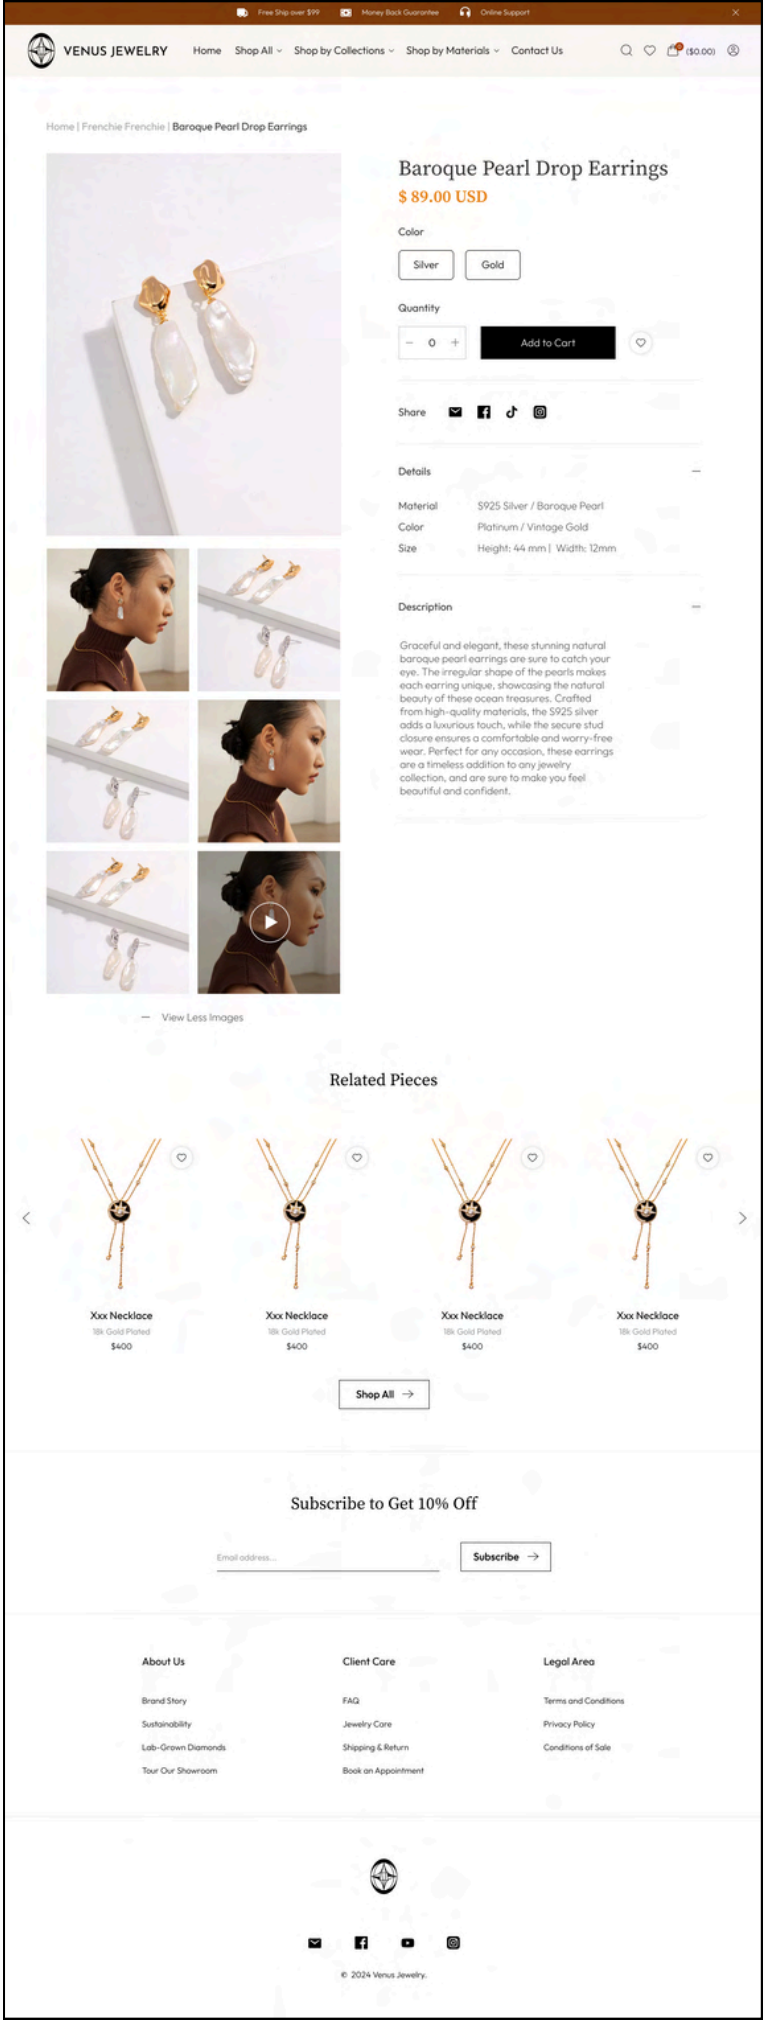 Free Ship over $99 Money Back Guarantee Online Support
VENUS JEWELRY Home Shop All Shop by Collections Shop by Materials Contact Us 0 ($0.00)
Home | Frenchie Frenchie | Baroque Pearl Drop Earrings
Baroque Pearl Drop Earrings
$ 89.00 USD
Color
Silver Gold
Quantity
− 0 + Add to Cart
Share
Details —
Material S925 Silver / Baroque Pearl
Color Platinum / Vintage Gold
Size Height: 44 mm | Width: 12mm
Description —
Graceful and elegant, these stunning natural
baroque pearl earrings are sure to catch your
eye. The irregular shape of the pearls makes
each earring unique, showcasing the natural
beauty of these ocean treasures. Crafted
from high-quality materials, the S925 silver
adds a luxurious touch, while the secure stud
closure ensures a comfortable and worry-free
wear. Perfect for any occasion, these earrings
are a timeless addition to any jewelry
collection, and are sure to make you feel
beautiful and confident.
— View Less Images
Related Pieces
Xxx Necklace Xxx Necklace Xxx Necklace Xxx Necklace
18k Gold Plated 18k Gold Plated 18k Gold Plated 18k Gold Plated
$400 $400 $400 $400
Shop All →
Subscribe to Get 10% Off
Email address... Subscribe →
About Us Client Care Legal Area
Brand Story FAQ Terms and Conditions
Sustainability Jewelry Care Privacy Policy
Lab-Grown Diamonds Shipping & Return Conditions of Sale
Tour Our Showroom Book an Appointment
© 2024 Venus Jewelry.